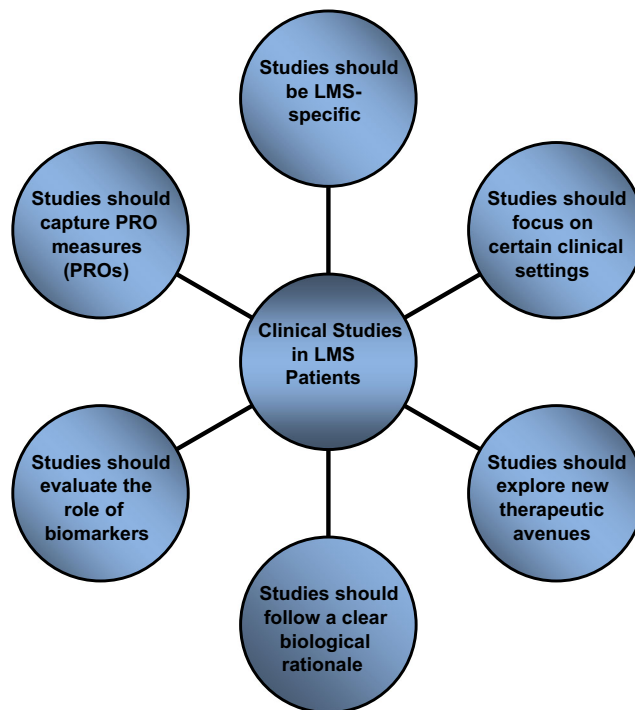 Studies should
be LMS-
specific
Studies should
capture PRO
measures
(PROs)
Studies should
focus on
certain clinical
settings
Clinical Studies
in LMS
Patients
Studies should
evaluate the
role of
biomarkers
Studies should
explore new
therapeutic
avenues
Studies should
follow a clear
biological
rationale